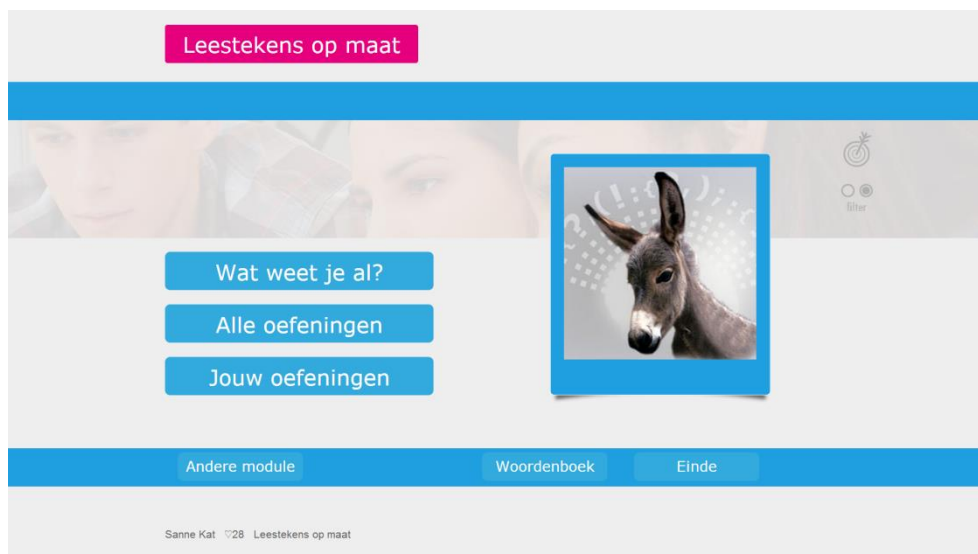 Leestekens op maat
filter
Wat weet je al?
Alle oefeningen
Jouw oefeningen
Andere module Woordenboek Einde
Sanne Kat ♡28 Leestekens op maat